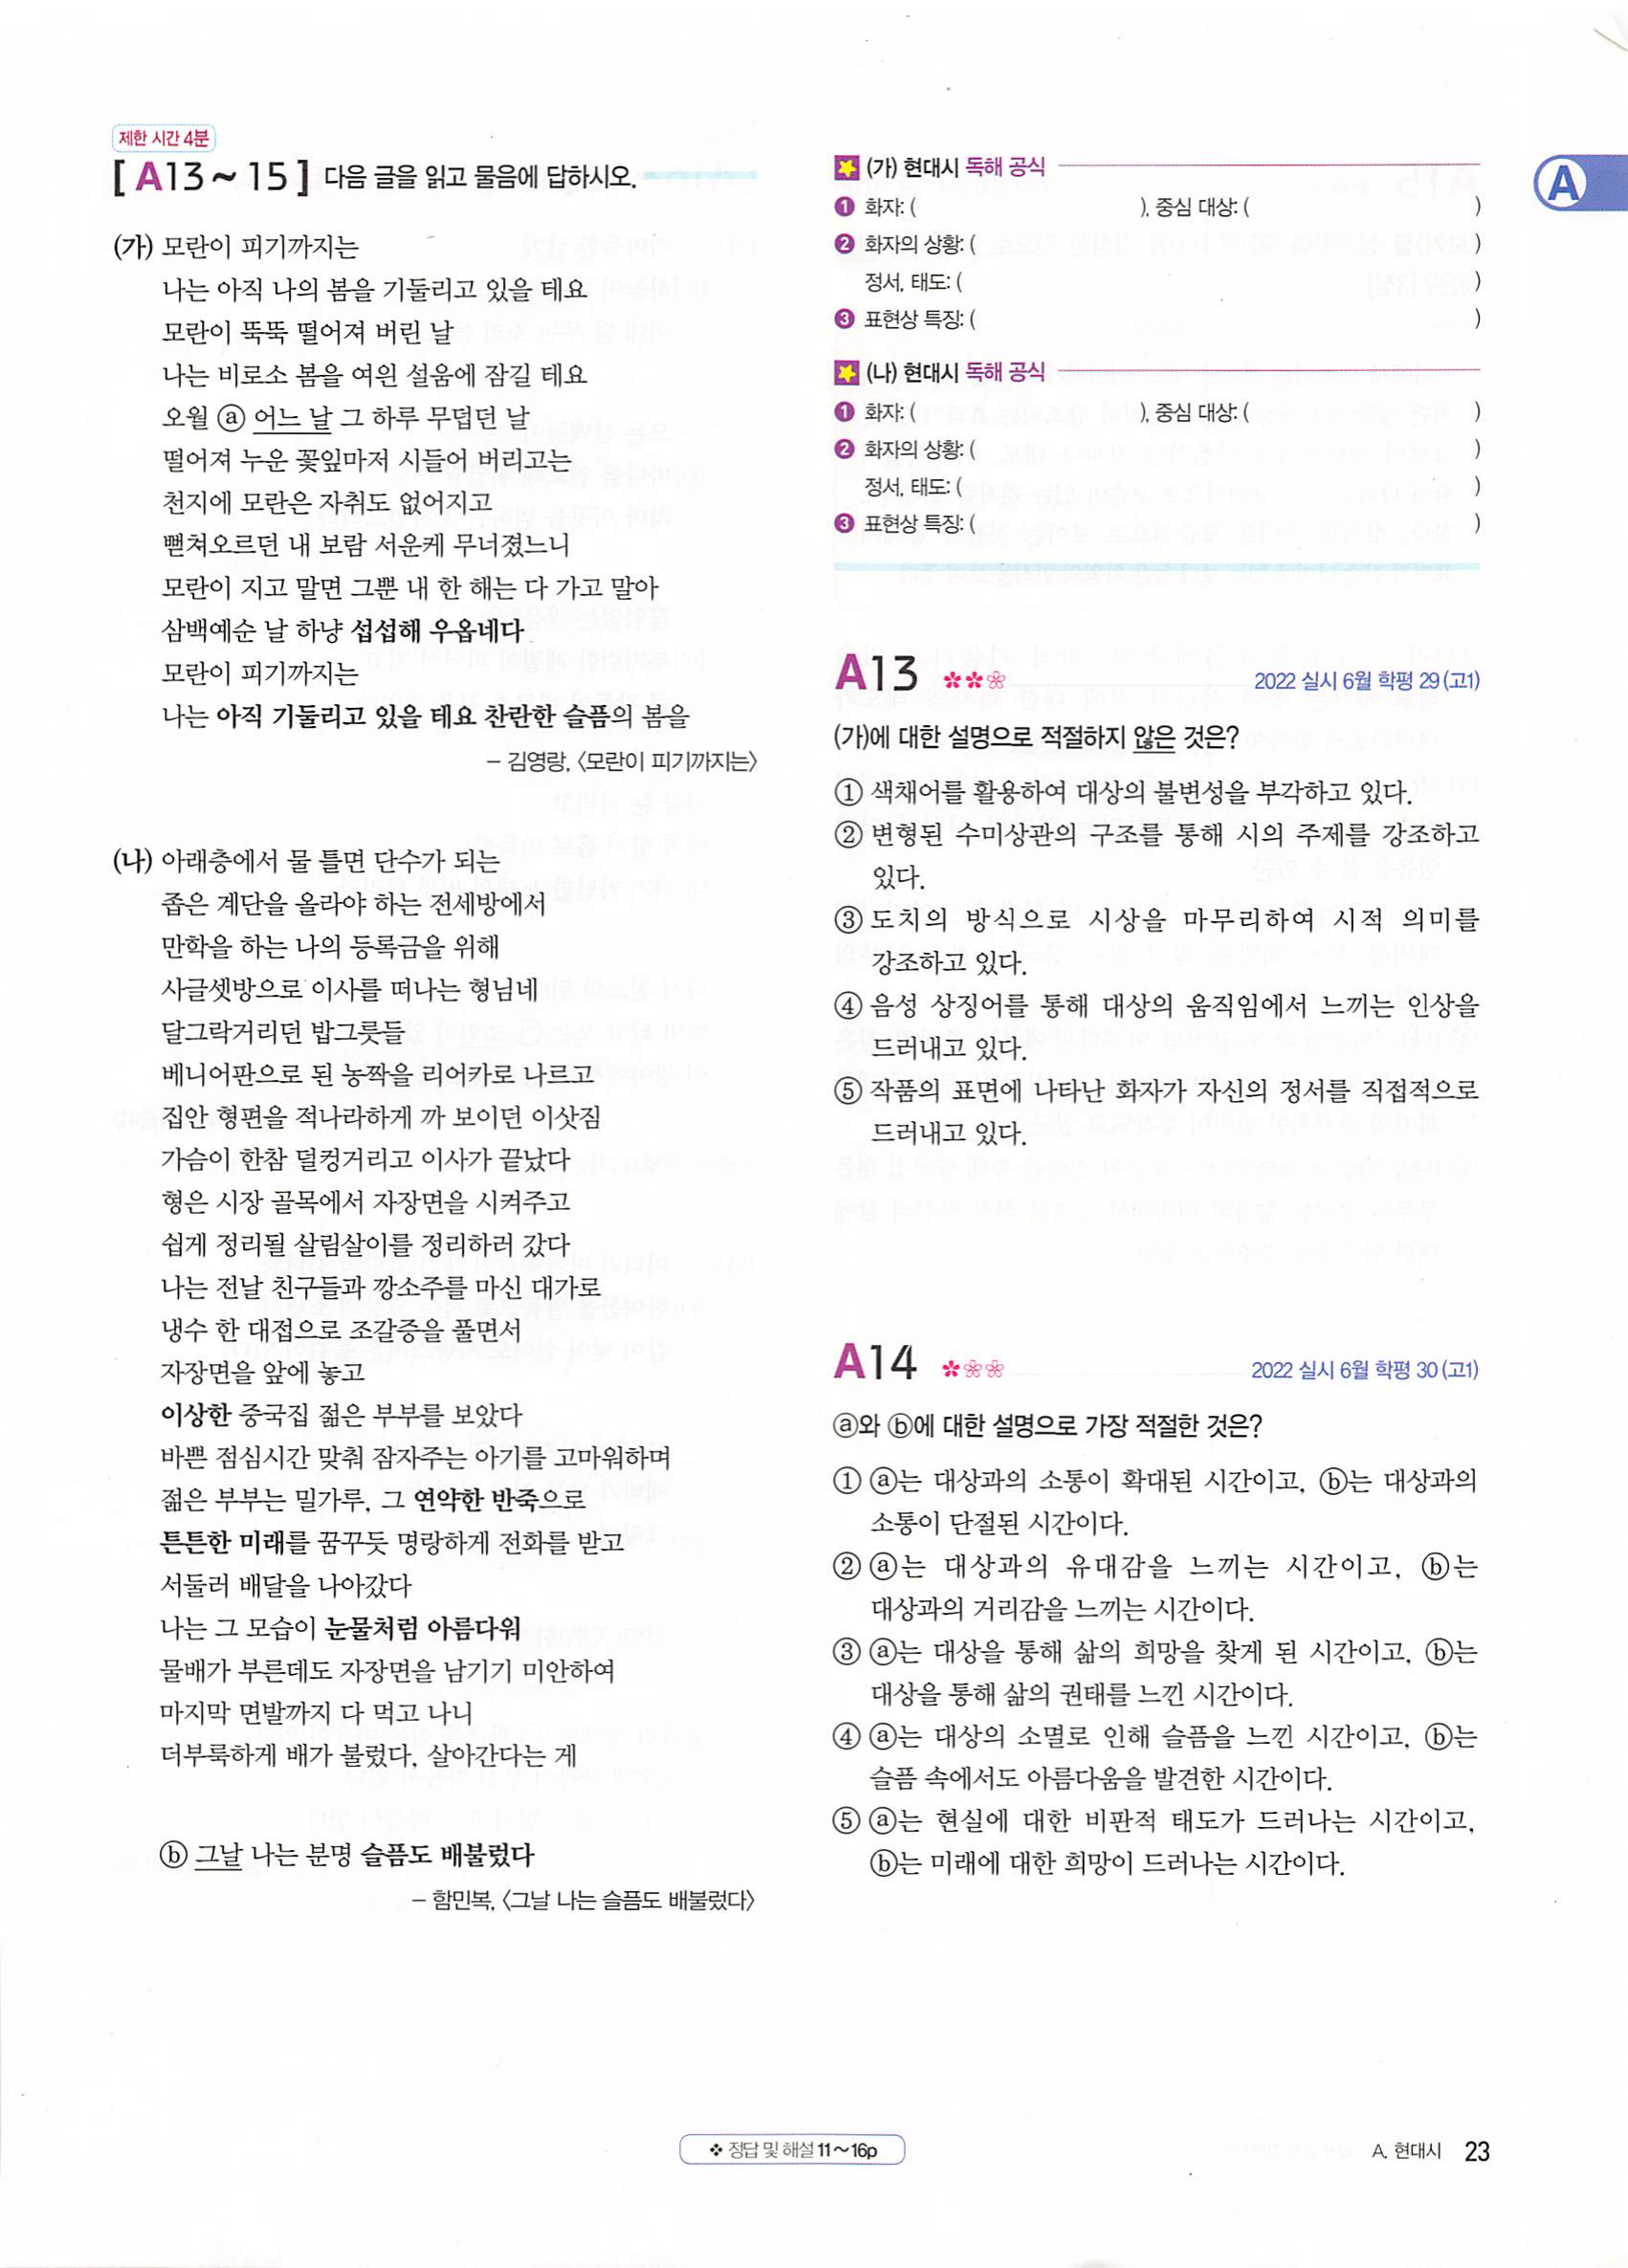 제한 시간 4분
[ A13 ~ 15 ] 다음 글을 읽고 물음에 답하시오.
(가) 모란이 피기까지는
나는 아직 나의 봄을 기둘리고 있을 테요
모란이 뚝뚝 떨어져 버린 날
나는 비로소 봄을 여읜 설움에 잠길 테요
오월 ⓐ 어느 날 그 하루 무덥던 날
떨어져 누운 꽃잎마저 시들어 버리고는
천지에 모란은 자취도 없어지고
뻗쳐오르던 내 보람 서운케 무너졌느니
모란이 지고 말면 그뿐 내 한 해는 다 가고 말아
삼백예순 날 하냥 섭섭해 우옵네다
모란이 피기까지는
나는 아직 기둘리고 있을 테요 찬란한 슬픔의 봄을
– 김영랑, 〈모란이 피기까지는〉
(나) 아래층에서 물 틀면 단수가 되는
좁은 계단을 올라야 하는 전세방에서
만학을 하는 나의 등록금을 위해
사글셋방으로 이사를 떠나는 형님네
달그락거리던 밥그릇들
베니어판으로 된 농짝을 리어카로 나르고
집안 형편을 적나라하게 까 보이던 이삿짐
가슴이 한참 덜컹거리고 이사가 끝났다
형은 시장 골목에서 자장면을 시켜주고
쉽게 정리될 살림살이를 정리하러 갔다
나는 전날 친구들과 깡소주를 마신 대가로
냉수 한 대접으로 조갈증을 풀면서
자장면을 앞에 놓고
이상한 중국집 젊은 부부를 보았다
바쁜 점심시간 맞춰 잠자주는 아기를 고마워하며
젊은 부부는 밀가루, 그 연약한 반죽으로
튼튼한 미래를 꿈꾸듯 명랑하게 전화를 받고
서둘러 배달을 나아갔다
나는 그 모습이 눈물처럼 아름다워
물배가 부른데도 자장면을 남기기 미안하여
마지막 면발까지 다 먹고 나니
더부룩하게 배가 불렀다, 살아간다는 게
ⓑ 그날 나는 분명 슬픔도 배불렀다
– 함민복, 〈그날 나는 슬픔도 배불렀다〉
(가) 현대시 독해 공식
❶ 화자: ( ), 중심 대상: ( )
❷ 화자의 상황: ( )
정서, 태도: ( )
❸ 표현상 특징: ( )
(나) 현대시 독해 공식
❶ 화자: ( ), 중심 대상: ( )
❷ 화자의 상황: ( )
정서, 태도: ( )
❸ 표현상 특징: ( )
A
A13 2022 실시 6월 학평 29 (고1)
(가)에 대한 설명으로 적절하지 않은 것은?
① 색채어를 활용하여 대상의 불변성을 부각하고 있다.
② 변형된 수미상관의 구조를 통해 시의 주제를 강조하고
있다.
③ 도치의 방식으로 시상을 마무리하여 시적 의미를
강조하고 있다.
④ 음성 상징어를 통해 대상의 움직임에서 느끼는 인상을
드러내고 있다.
⑤ 작품의 표면에 나타난 화자가 자신의 정서를 직접적으로
드러내고 있다.
A14 2022 실시 6월 학평 30 (고1)
ⓐ와 ⓑ에 대한 설명으로 가장 적절한 것은?
① ⓐ는 대상과의 소통이 확대된 시간이고, ⓑ는 대상과의
소통이 단절된 시간이다.
② ⓐ는 대상과의 유대감을 느끼는 시간이고, ⓑ는
대상과의 거리감을 느끼는 시간이다.
③ ⓐ는 대상을 통해 삶의 희망을 찾게 된 시간이고, ⓑ는
대상을 통해 삶의 권태를 느낀 시간이다.
④ ⓐ는 대상의 소멸로 인해 슬픔을 느낀 시간이고, ⓑ는
슬픔 속에서도 아름다움을 발견한 시간이다.
⑤ ⓐ는 현실에 대한 비판적 태도가 드러나는 시간이고,
ⓑ는 미래에 대한 희망이 드러나는 시간이다.
❖ 정답 및 해설 11~16p
A. 현대시 23